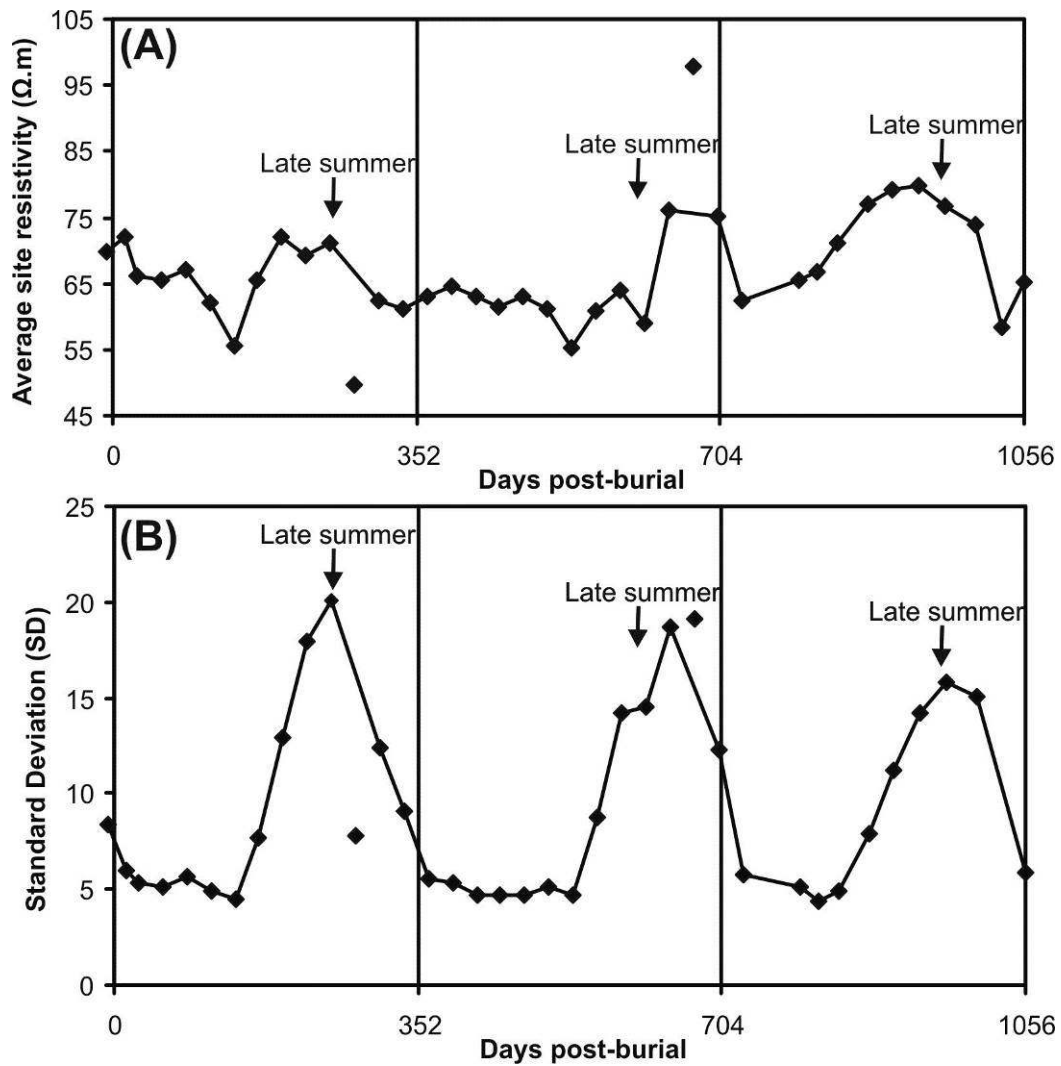 (A)
Average site resistivity (Ω.m)
105
95
85
75
65
55
45
Late summer
Late summer
Late summer
0
352
704
1056
Days post-burial
(B)
Standard Deviation (SD)
25
20
15
10
5
0
Late summer
Late summer
Late summer
0
352
704
1056
Days post-burial